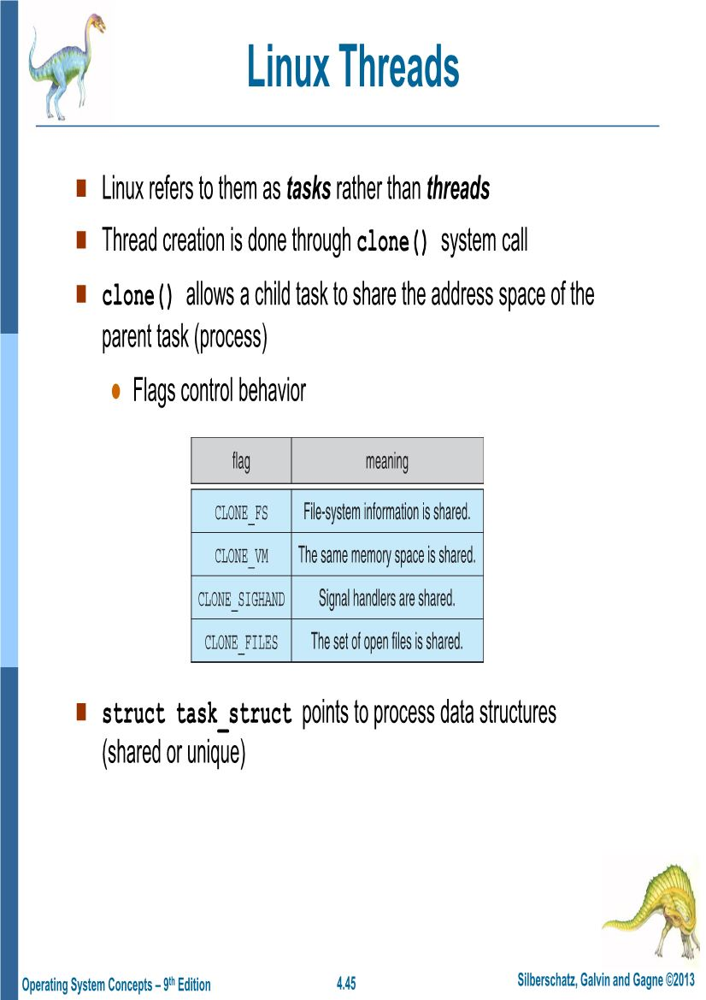 Linux Threads
Linux refers to them as tasks rather than threads
Thread creation is done through clone() system call
clone() allows a child task to share the address space of the
parent task (process)
Flags control behavior
flag meaning
CLONE_FS File-system information is shared.
CLONE_VM The same memory space is shared.
CLONE_SIGHAND Signal handlers are shared.
CLONE_FILES The set of open files is shared.
struct task_struct points to process data structures
(shared or unique)
Operating System Concepts – 9th Edition 4.45 Silberschatz, Galvin and Gagne ©2013